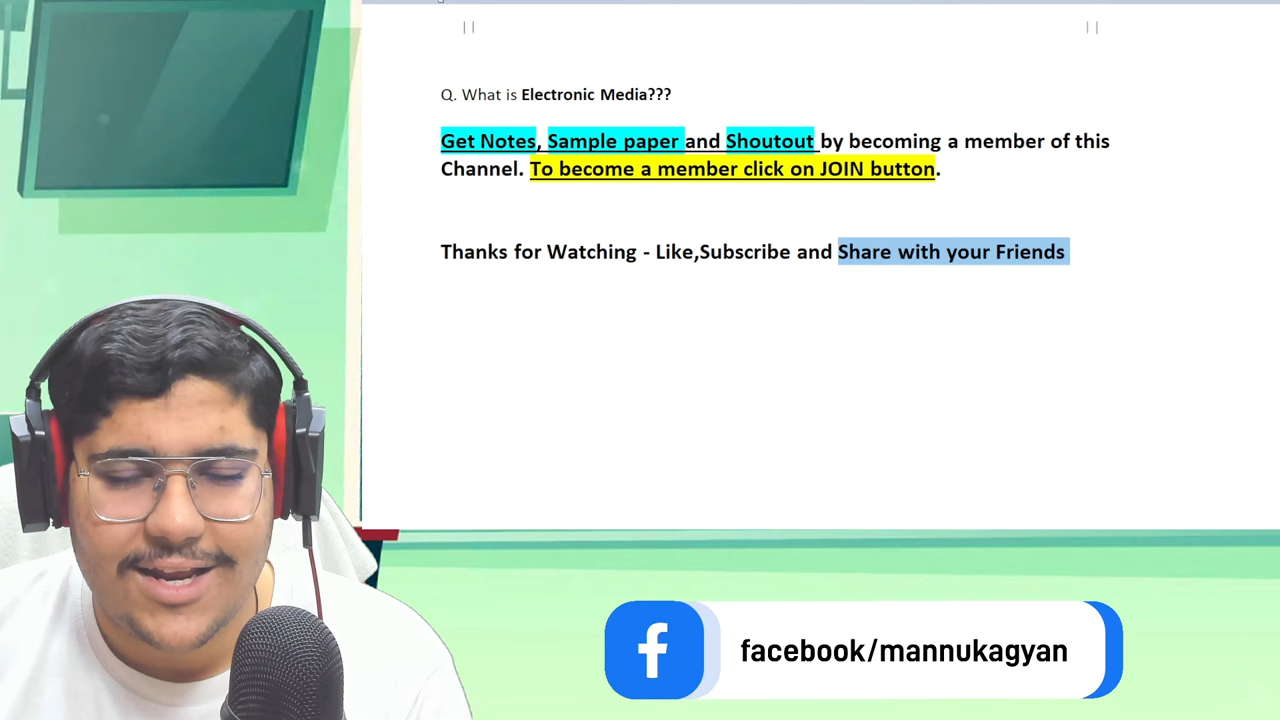 Q. What is Electronic Media???
Get Notes, Sample paper and Shoutout by becoming a member of this
Channel. To become a member click on JOIN button.
Thanks for Watching - Like,Subscribe and Share with your Friends
facebook/mannukagyan